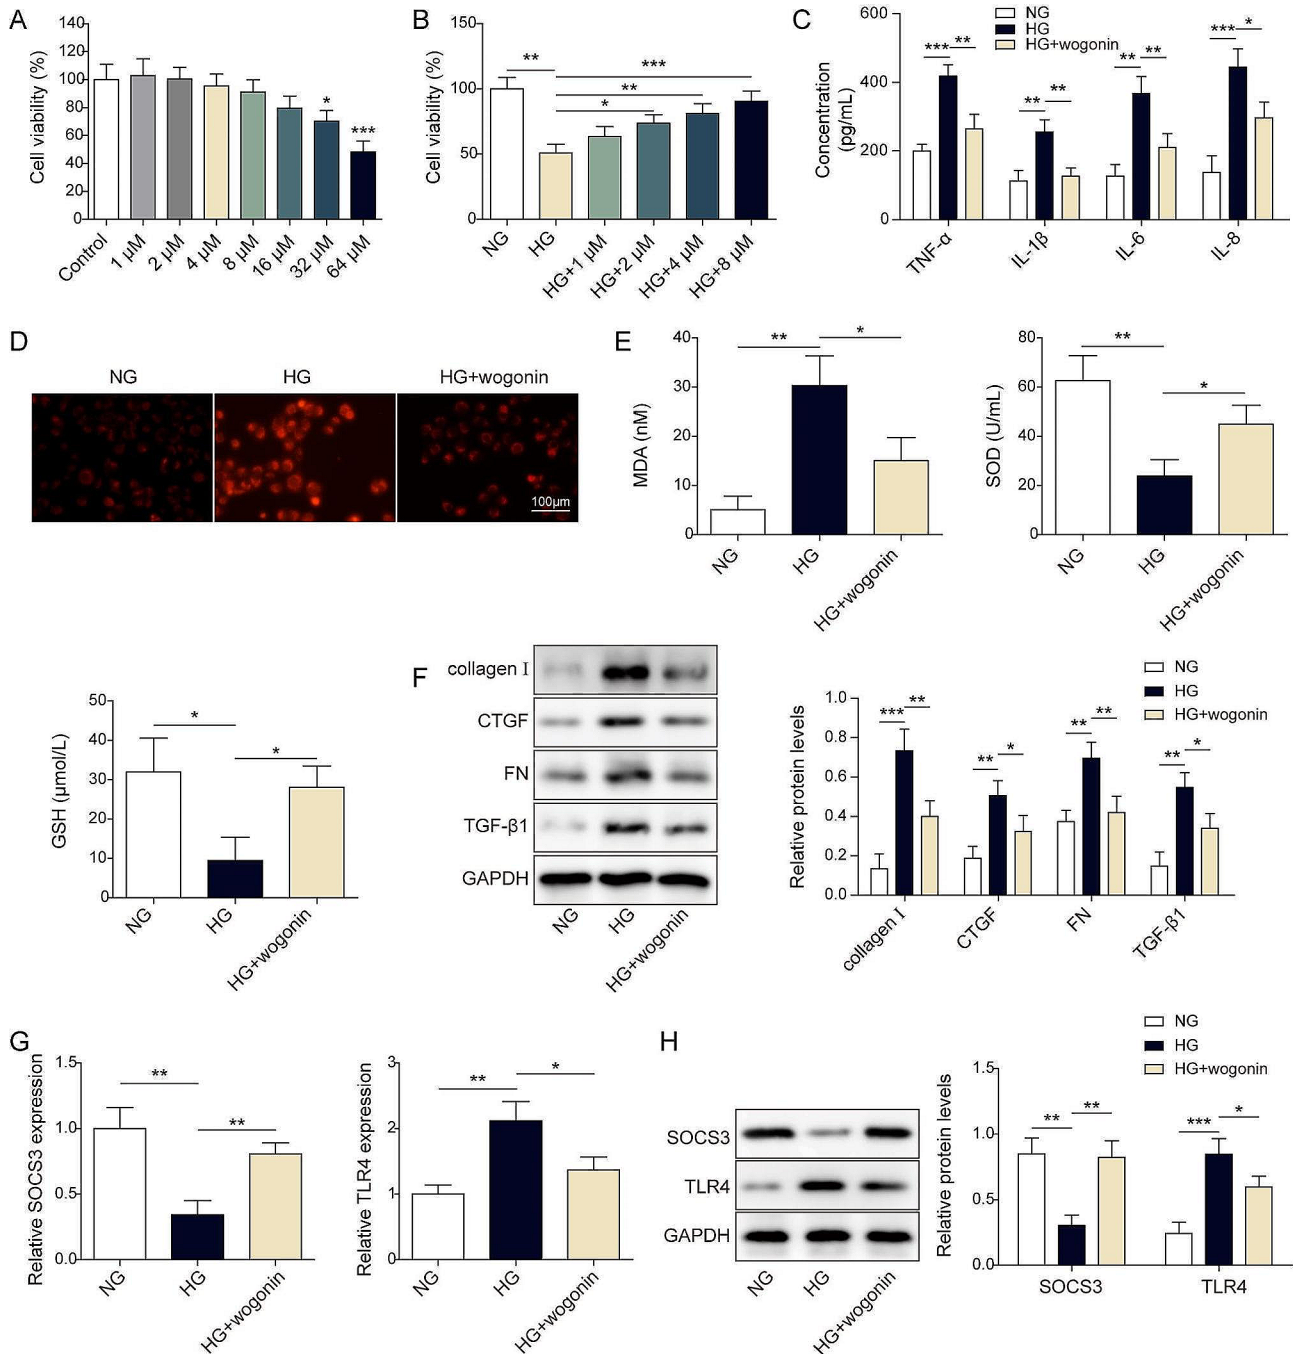 A
Cell viability (%)
140
120
100
80
60
40
20
0
*
***
Control
1 μM
2 μM
4 μM
8 μM
16 μM
32 μM
64 μM
B
Cell viability (%)
150
100
50
0
**
***
**
*
NG
HG
HG+1 μM
HG+2 μM
HG+4 μM
HG+8 μM
C
NG
HG
HG+wogonin
Concentration
(pg/mL)
600
400
200
0
*** **
** **
** **
*** *
TNF-α
IL-1β
IL-6
IL-8
D
NG
HG
HG+wogonin
100μm
E
MDA (nM)
40
30
20
10
0
**
*
NG
HG
HG+wogonin
SOD (U/mL)
80
60
40
20
0
**
*
NG
HG
HG+wogonin
GSH (μmol/L)
50
40
30
20
10
0
*
*
NG
HG
HG+wogonin
F
collagen I
CTGF
FN
TGF-β1
GAPDH
NG
HG
HG+wogonin
NG
HG
HG+wogonin
Relative protein levels
1.0
0.8
0.6
0.4
0.2
0.0
*** **
** *
** **
** *
collagen I
CTGF
FN
TGF-β1
G
Relative SOCS3 expression
1.5
1.0
0.5
0.0
**
**
NG
HG
HG+wogonin
Relative TLR4 expression
3
2
1
0
**
*
NG
HG
HG+wogonin
H
SOCS3
TLR4
GAPDH
NG
HG
HG+wogonin
NG
HG
HG+wogonin
Relative protein levels
1.5
1.0
0.5
0.0
** **
*** *
SOCS3
TLR4